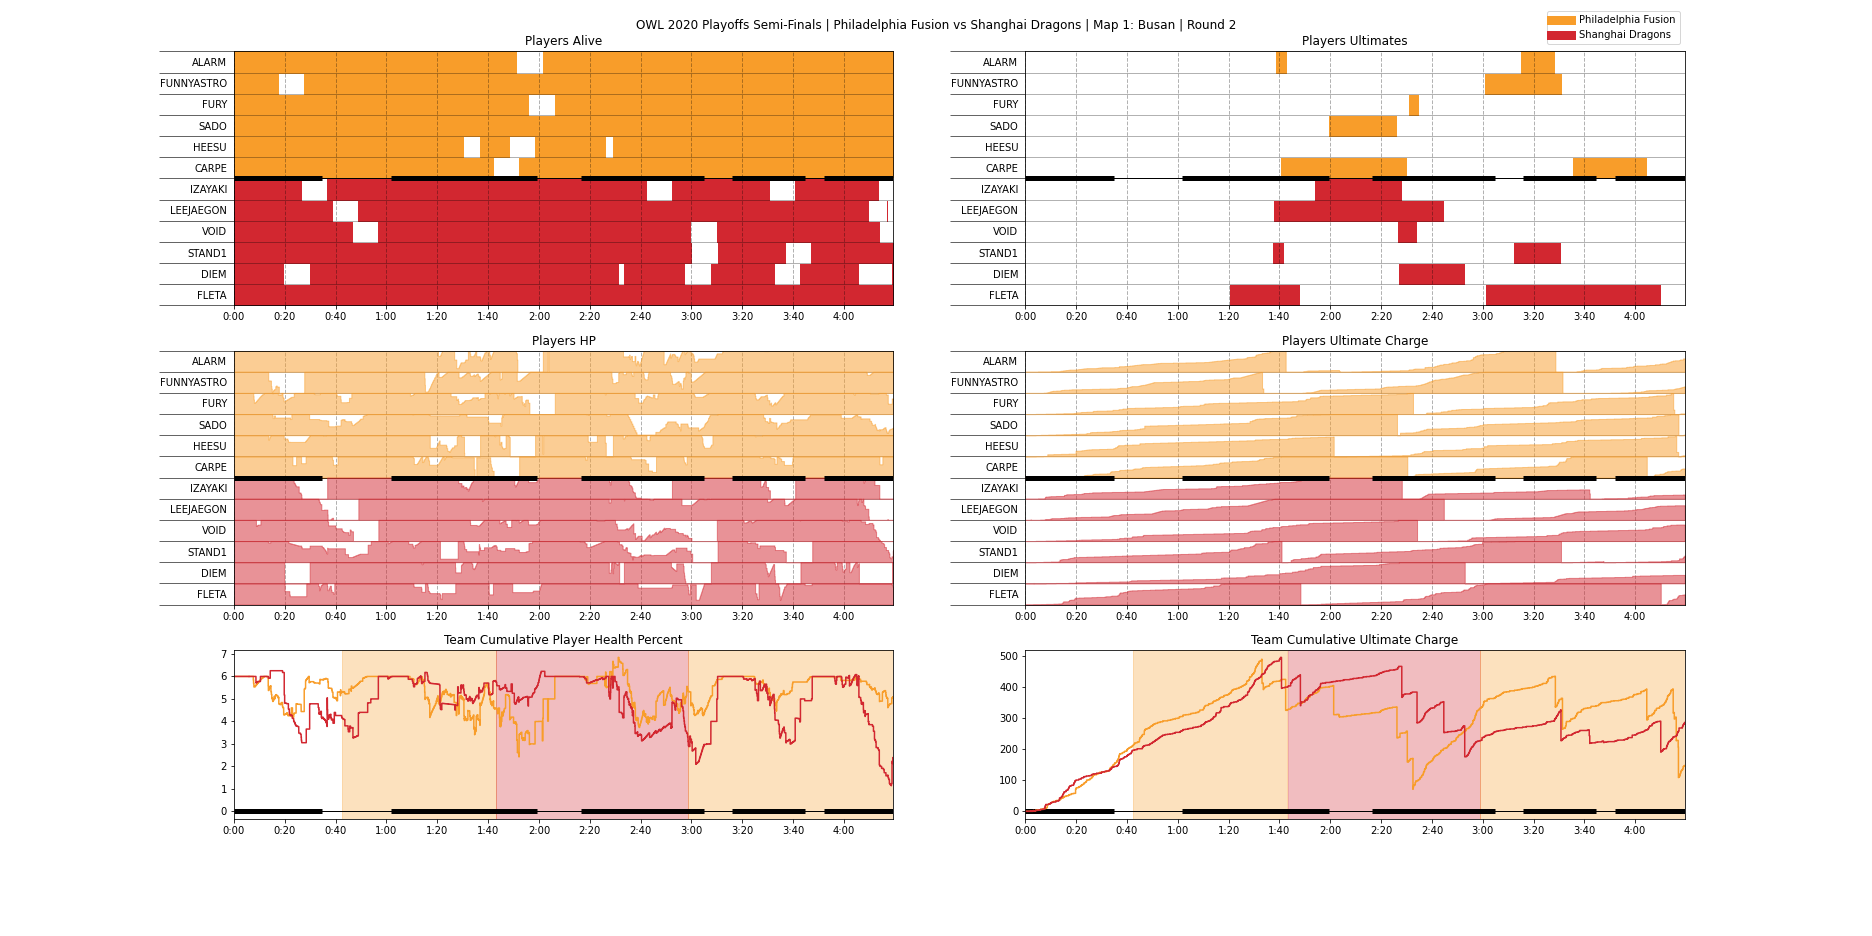 OWL 2020 Playoffs Semi-Finals | Philadelphia Fusion vs Shanghai Dragons | Map 1: Busan | Round 2
Philadelphia Fusion
Shanghai Dragons
Players Alive
ALARM
FUNNYASTRO
FURY
SADO
HEESU
CARPE
IZAYAKI
LEEJAEGON
VOID
STAND1
DIEM
FLETA
0:00 0:20 0:40 1:00 1:20 1:40 2:00 2:20 2:40 3:00 3:20 3:40 4:00
Players Ultimates
ALARM
FUNNYASTRO
FURY
SADO
HEESU
CARPE
IZAYAKI
LEEJAEGON
VOID
STAND1
DIEM
FLETA
0:00 0:20 0:40 1:00 1:20 1:40 2:00 2:20 2:40 3:00 3:20 3:40 4:00
Players HP
ALARM
FUNNYASTRO
FURY
SADO
HEESU
CARPE
IZAYAKI
LEEJAEGON
VOID
STAND1
DIEM
FLETA
0:00 0:20 0:40 1:00 1:20 1:40 2:00 2:20 2:40 3:00 3:20 3:40 4:00
Players Ultimate Charge
ALARM
FUNNYASTRO
FURY
SADO
HEESU
CARPE
IZAYAKI
LEEJAEGON
VOID
STAND1
DIEM
FLETA
0:00 0:20 0:40 1:00 1:20 1:40 2:00 2:20 2:40 3:00 3:20 3:40 4:00
Team Cumulative Player Health Percent
7
6
5
4
3
2
1
0
0:00 0:20 0:40 1:00 1:20 1:40 2:00 2:20 2:40 3:00 3:20 3:40 4:00
Team Cumulative Ultimate Charge
500
400
300
200
100
0
0:00 0:20 0:40 1:00 1:20 1:40 2:00 2:20 2:40 3:00 3:20 3:40 4:00